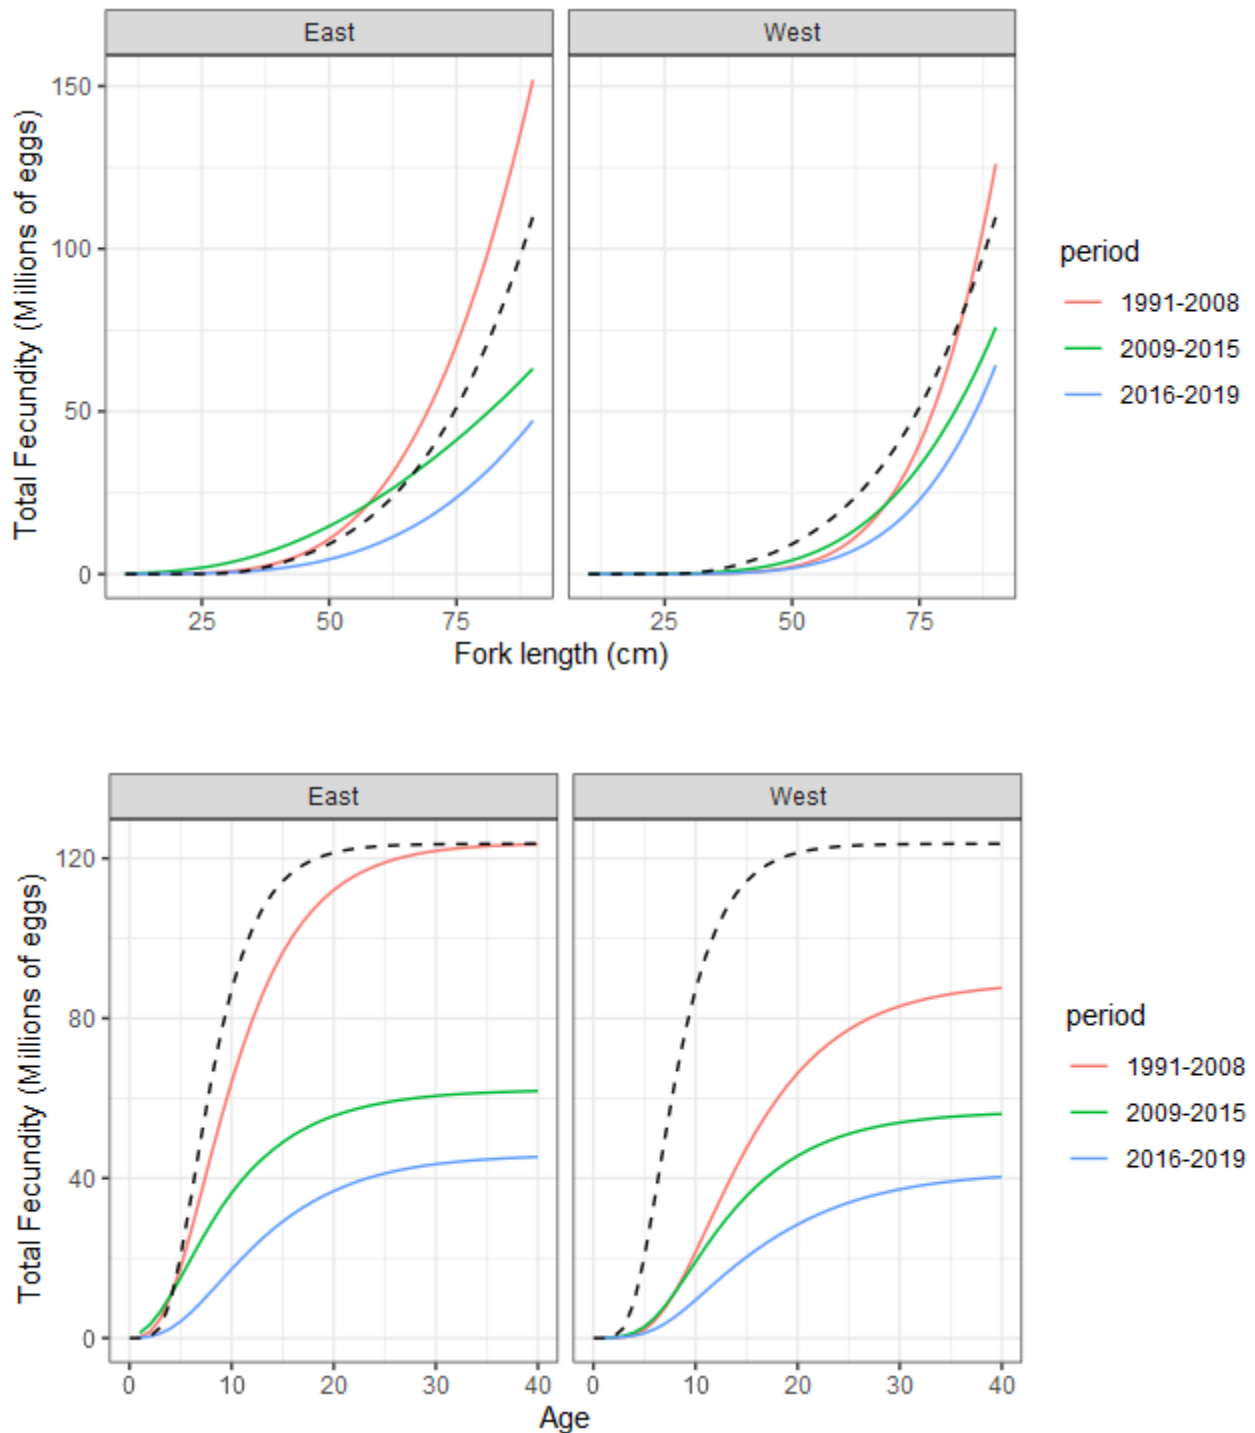 East West
150
100
50
0
Total Fecundity (Millions of eggs)
25 50 75 25 50 75
Fork length (cm)
period
1991-2008
2009-2015
2016-2019
East West
120
80
40
0
Total Fecundity (Millions of eggs)
0 10 20 30 40 0 10 20 30 40
Age
period
1991-2008
2009-2015
2016-2019